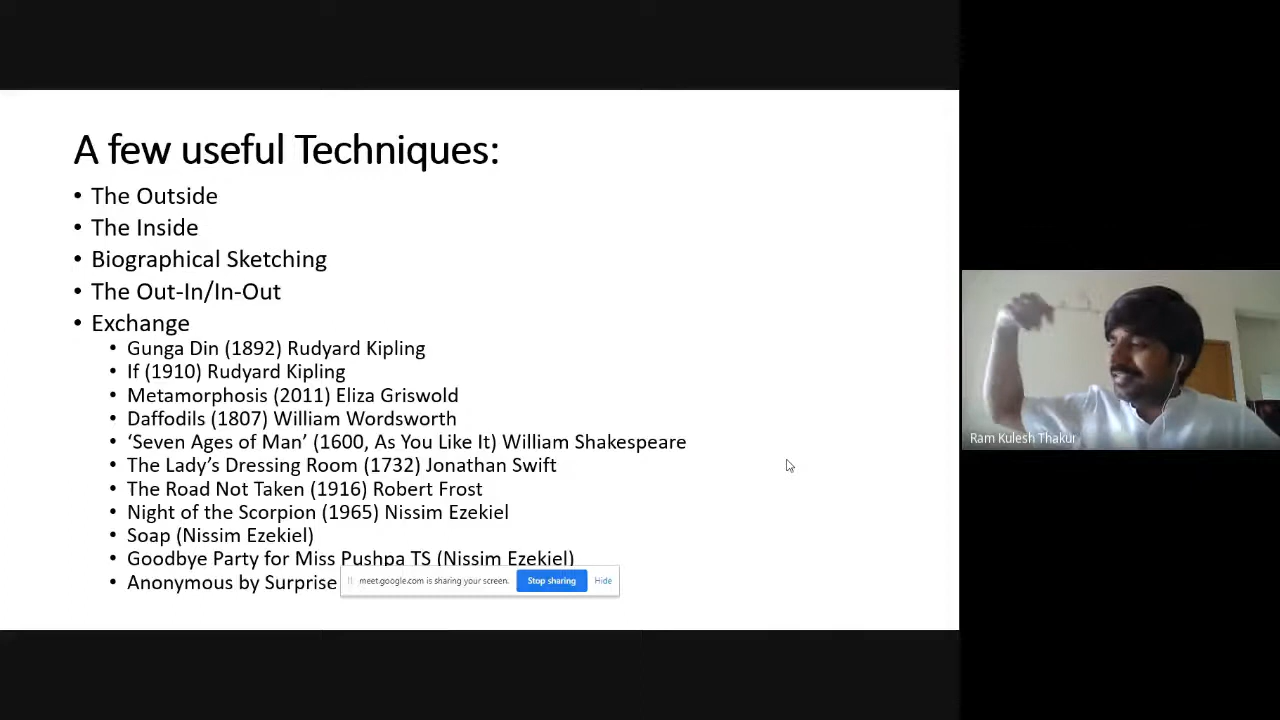 A few useful Techniques:
• The Outside
• The Inside
• Biographical Sketching
• The Out-In/In-Out
• Exchange
• Gunga Din (1892) Rudyard Kipling
• If (1910) Rudyard Kipling
• Metamorphosis (2011) Eliza Griswold
• Daffodils (1807) William Wordsworth
• ‘Seven Ages of Man’ (1600, As You Like It) William Shakespeare
• The Lady’s Dressing Room (1732) Jonathan Swift
• The Road Not Taken (1916) Robert Frost
• Night of the Scorpion (1965) Nissim Ezekiel
• Soap (Nissim Ezekiel)
• Goodbye Party for Miss Pushpa TS (Nissim Ezekiel)
• Anonymous by Surprise
meet.google.com is sharing your screen. Stop sharing Hide
Ram Kulesh Thakur